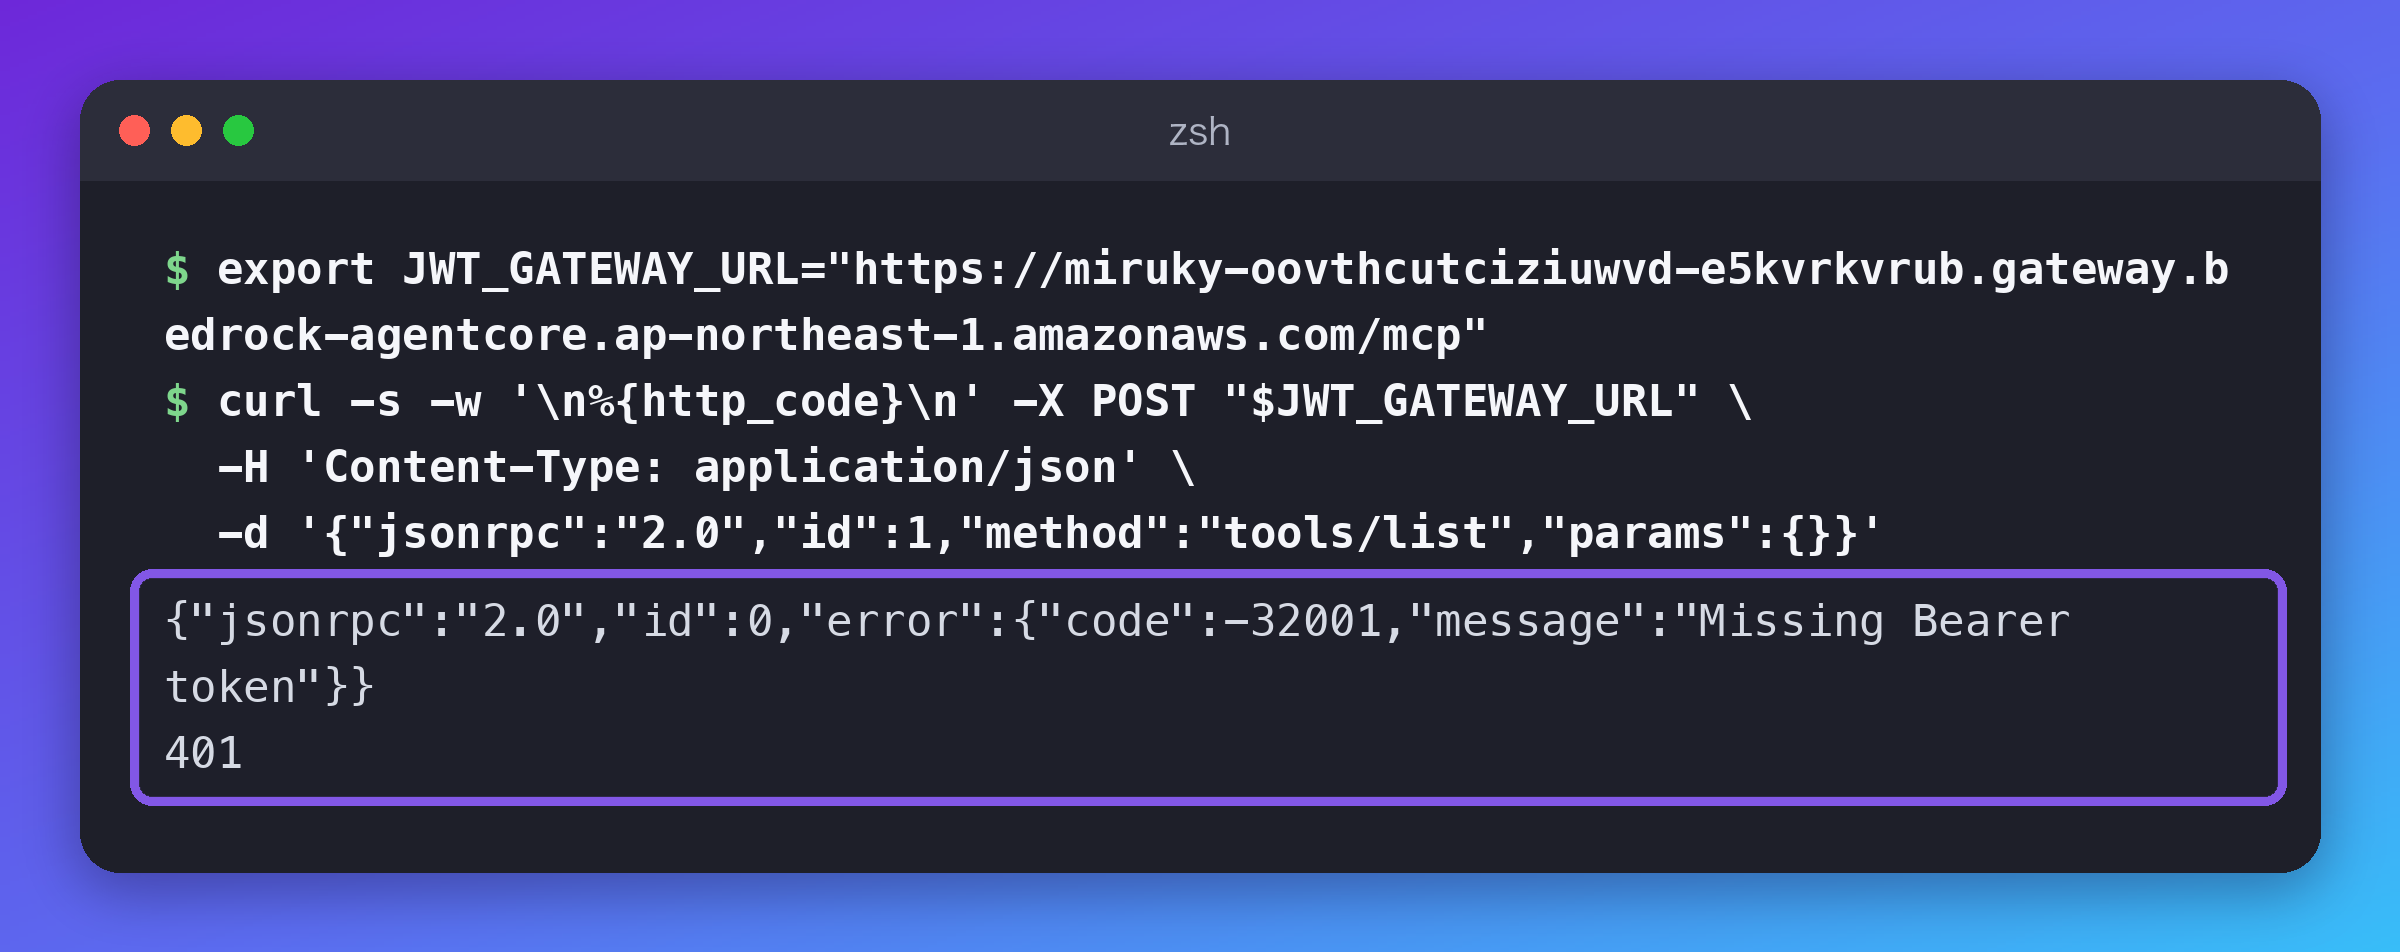 zsh
$ export JWT_GATEWAY_URL="https://miruky-oovthcutciziuwvd-e5kvrkvrub.gateway.b
edrock-agentcore.ap-northeast-1.amazonaws.com/mcp"
$ curl -s -w '\n%{http_code}\n' -X POST "$JWT_GATEWAY_URL" \
  -H 'Content-Type: application/json' \
  -d '{"jsonrpc":"2.0","id":1,"method":"tools/list","params":{}}'
{"jsonrpc":"2.0","id":0,"error":{"code":-32001,"message":"Missing Bearer
token"}}
401